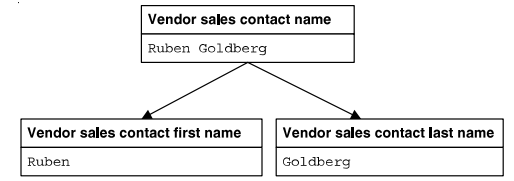 Vendor sales contact name
Ruben Goldberg
Vendor sales contact first name
Ruben
Vendor sales contact last name
Goldberg